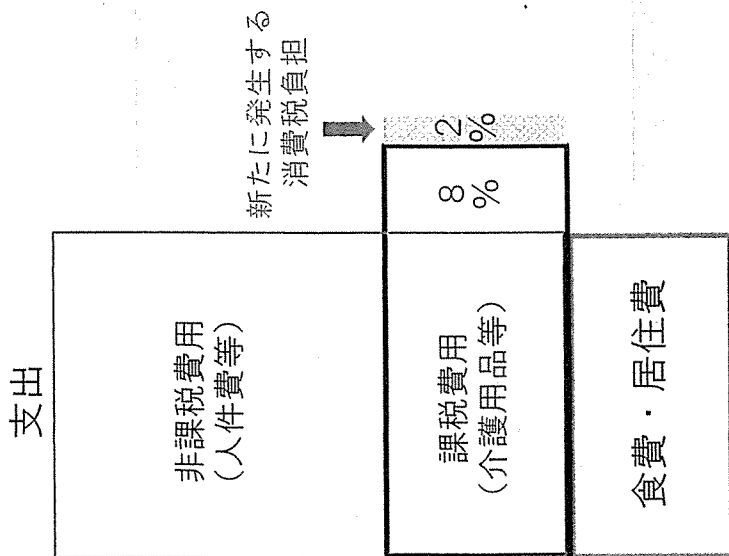 支出
非課税費用
（人件費等）
新たに発生する
消費税負担
課税費用
（介護用品等）
8%
2%
食費・居住費